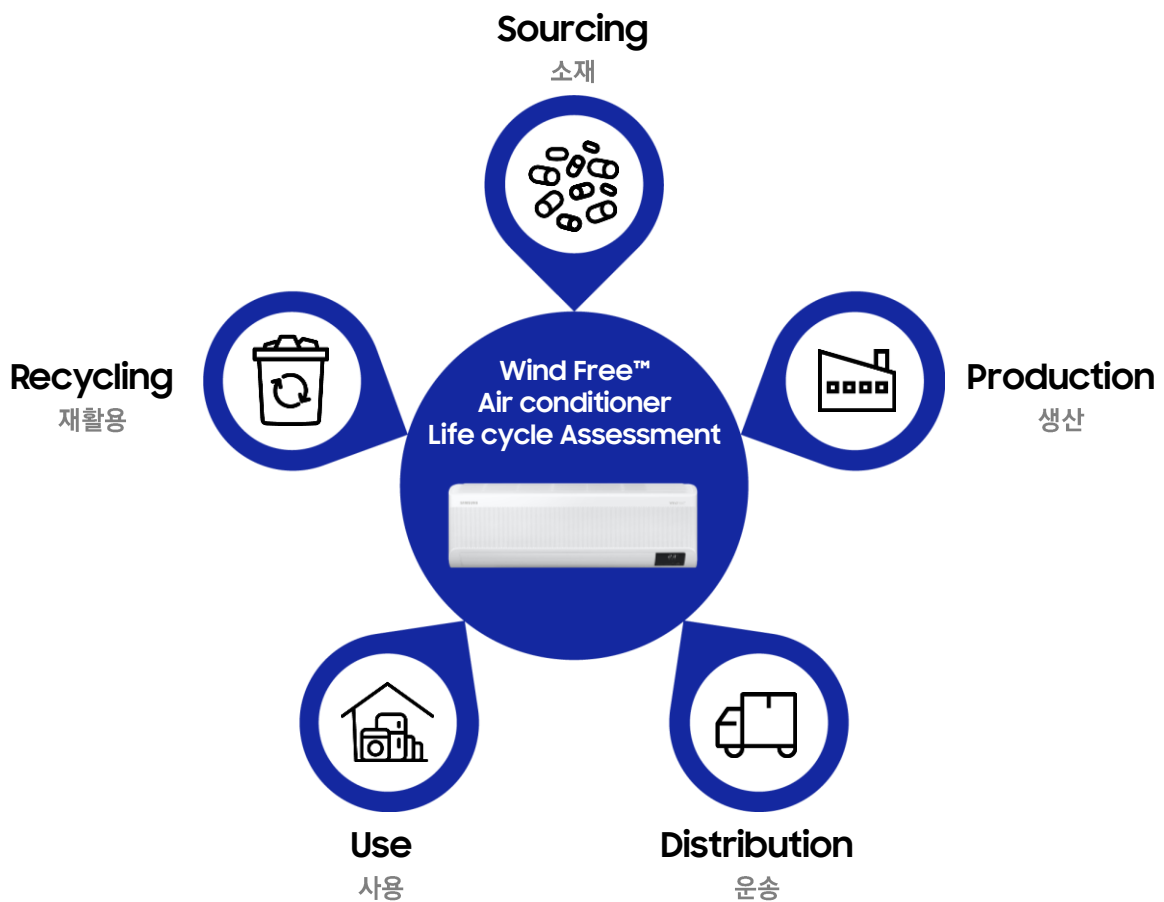 Sourcing
소재
Wind Free™
Air conditioner
Life cycle Assessment
Recycling
재활용
Production
생산
Use
사용
Distribution
운송